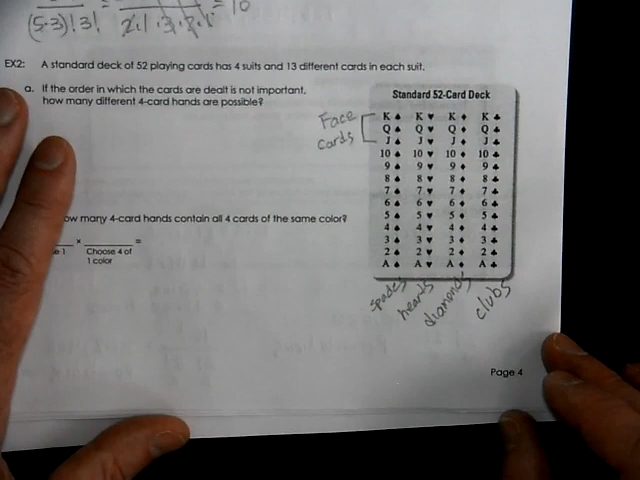 (5-3)!3! 2·1·3·2·1 = 10
EX2: A standard deck of 52 playing cards has 4 suits and 13 different cards in each suit.
a. If the order in which the cards are dealt is not important,
how many different 4-card hands are possible?
Standard 52-Card Deck
Face
cards
K ♠ K ♥ K ♦ K ♣
Q ♠ Q ♥ Q ♦ Q ♣
J ♠ J ♥ J ♦ J ♣
10 ♠ 10 ♥ 10 ♦ 10 ♣
9 ♠ 9 ♥ 9 ♦ 9 ♣
8 ♠ 8 ♥ 8 ♦ 8 ♣
7 ♠ 7 ♥ 7 ♦ 7 ♣
6 ♠ 6 ♥ 6 ♦ 6 ♣
5 ♠ 5 ♥ 5 ♦ 5 ♣
4 ♠ 4 ♥ 4 ♦ 4 ♣
3 ♠ 3 ♥ 3 ♦ 3 ♣
2 ♠ 2 ♥ 2 ♦ 2 ♣
A ♠ A ♥ A ♦ A ♣
spades hearts diamonds clubs
ow many 4-card hands contain all 4 cards of the same color?
x =
e 1 Choose 4 of
1 color
Page 4